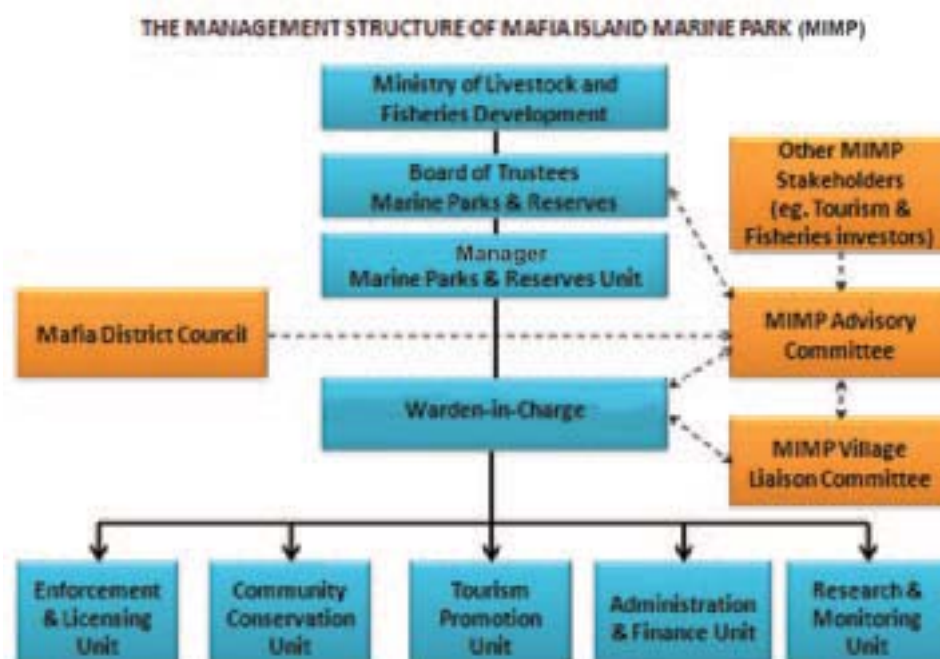 THE MANAGEMENT STRUCTURE OF MAFIA ISLAND MARINE PARK (MIMP)
Ministry of Livestock and
Fisheries Development
Board of Trustees
Marine Parks & Reserves
Other MIMP
Stakeholders
(eg. Tourism &
Fisheries investors)
Manager
Marine Parks & Reserves Unit
Mafia District Council
MIMP Advisory
Committee
Warden-in-Charge
MIMP Village
Liaison Committee
Enforcement
& Licensing
Unit
Community
Conservation
Unit
Tourism
Promotion
Unit
Administration
& Finance Unit
Research &
Monitoring
Unit